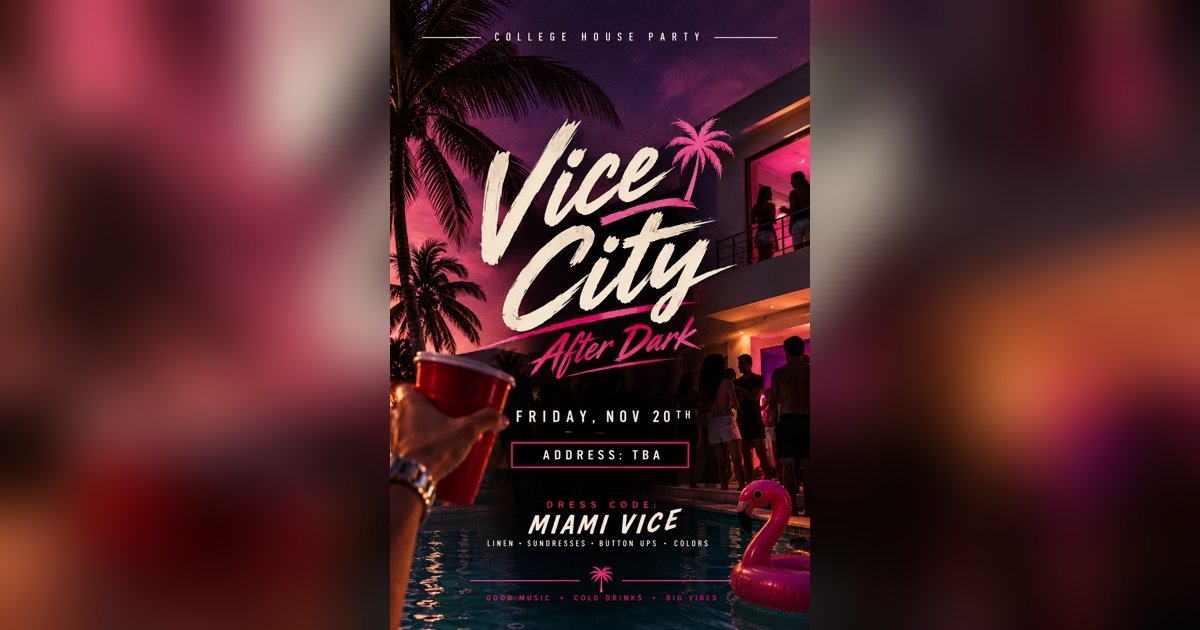 COLLEGE HOUSE PARTY
Vice
City
After Dark
FRIDAY, NOV 20TH
ADDRESS: TBA
DRESS CODE:
MIAMI VICE
LINEN • SUNDRESSES • BUTTON UPS • COLORS
GOOD MUSIC • COLD DRINKS • BIG VIBES